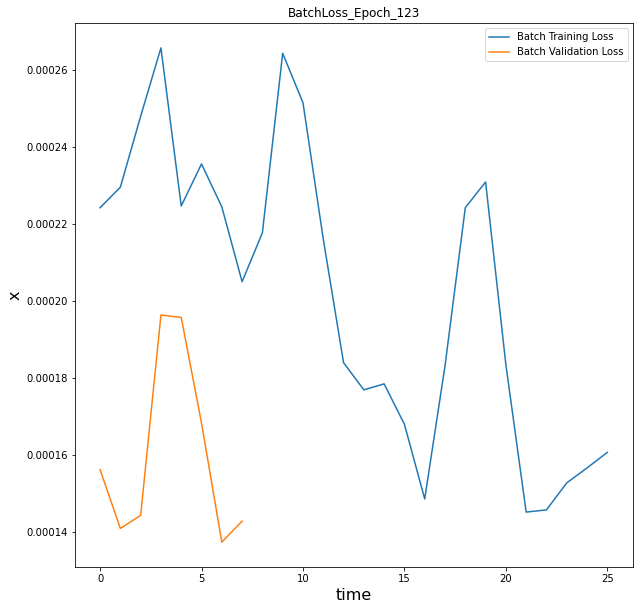 BatchLoss_Epoch_123
Batch Training Loss
Batch Validation Loss
0.00026
0.00024
0.00022
0.00020
0.00018
0.00016
0.00014
x
0 5 10 15 20 25
time